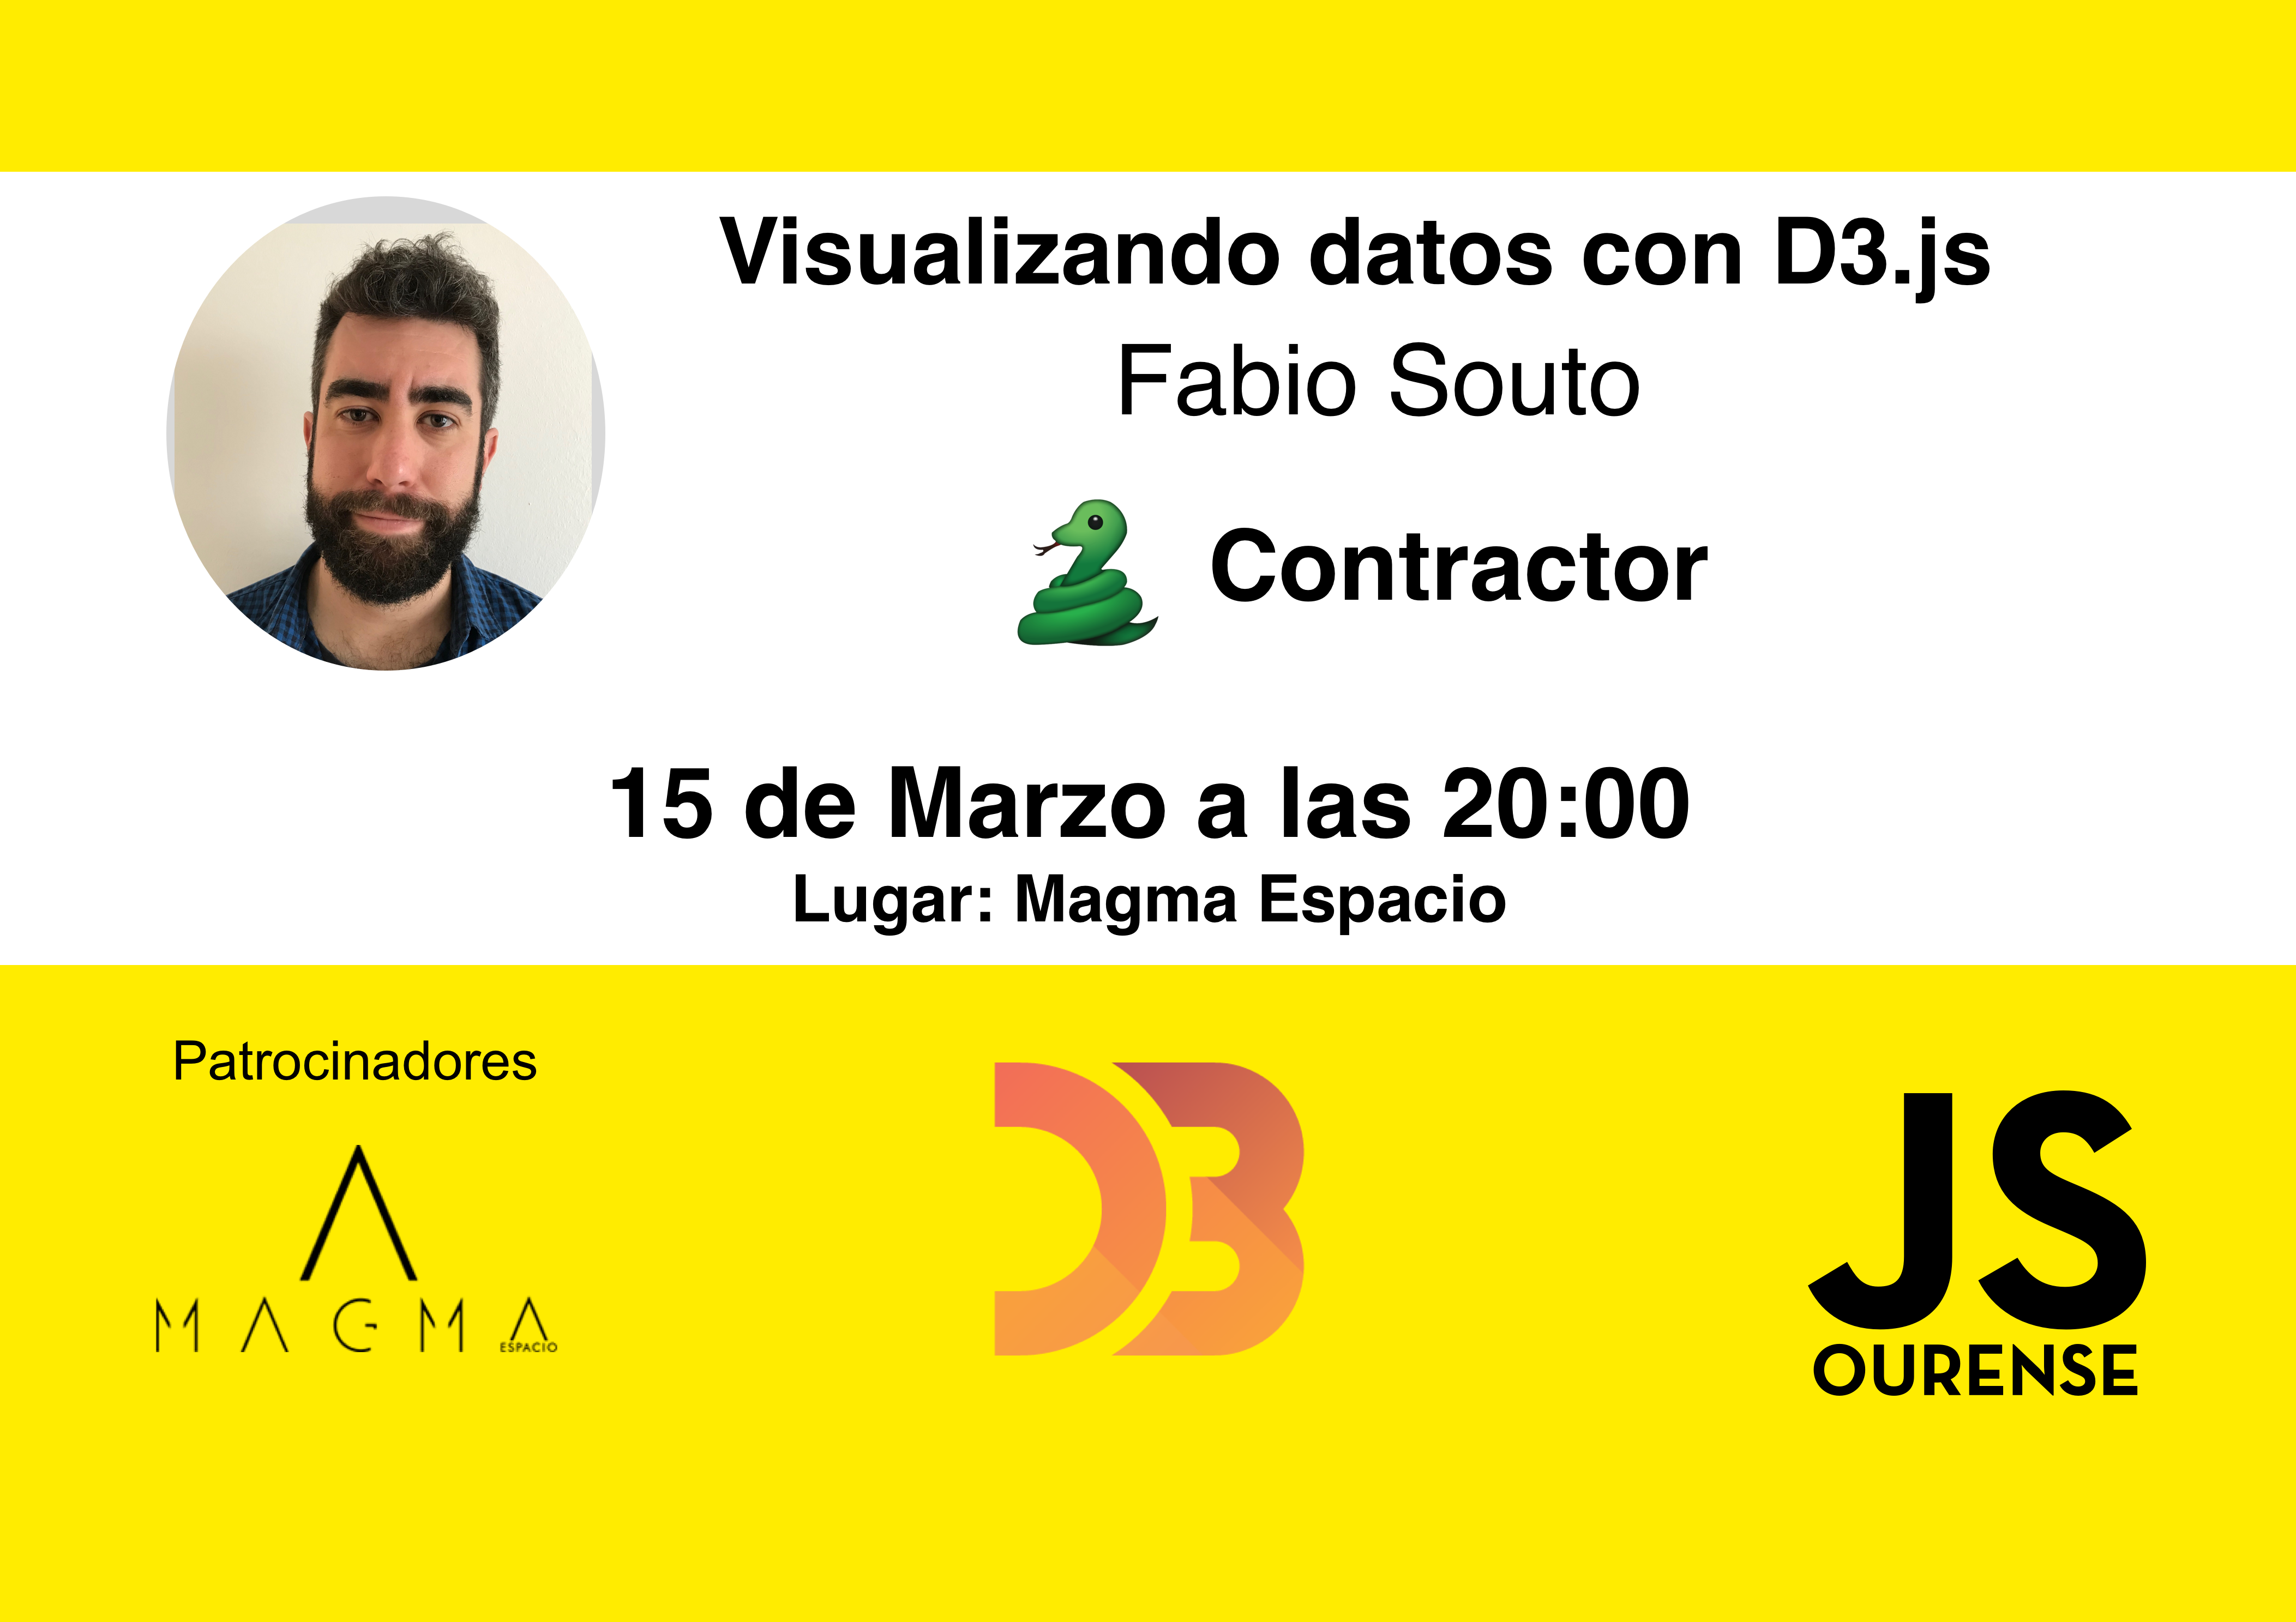 Visualizando datos con D3.js
Fabio Souto
🐍 Contractor
15 de Marzo a las 20:00
Lugar: Magma Espacio
Patrocinadores
MAGMA
ESPACIO
D3
JS
OURENSE